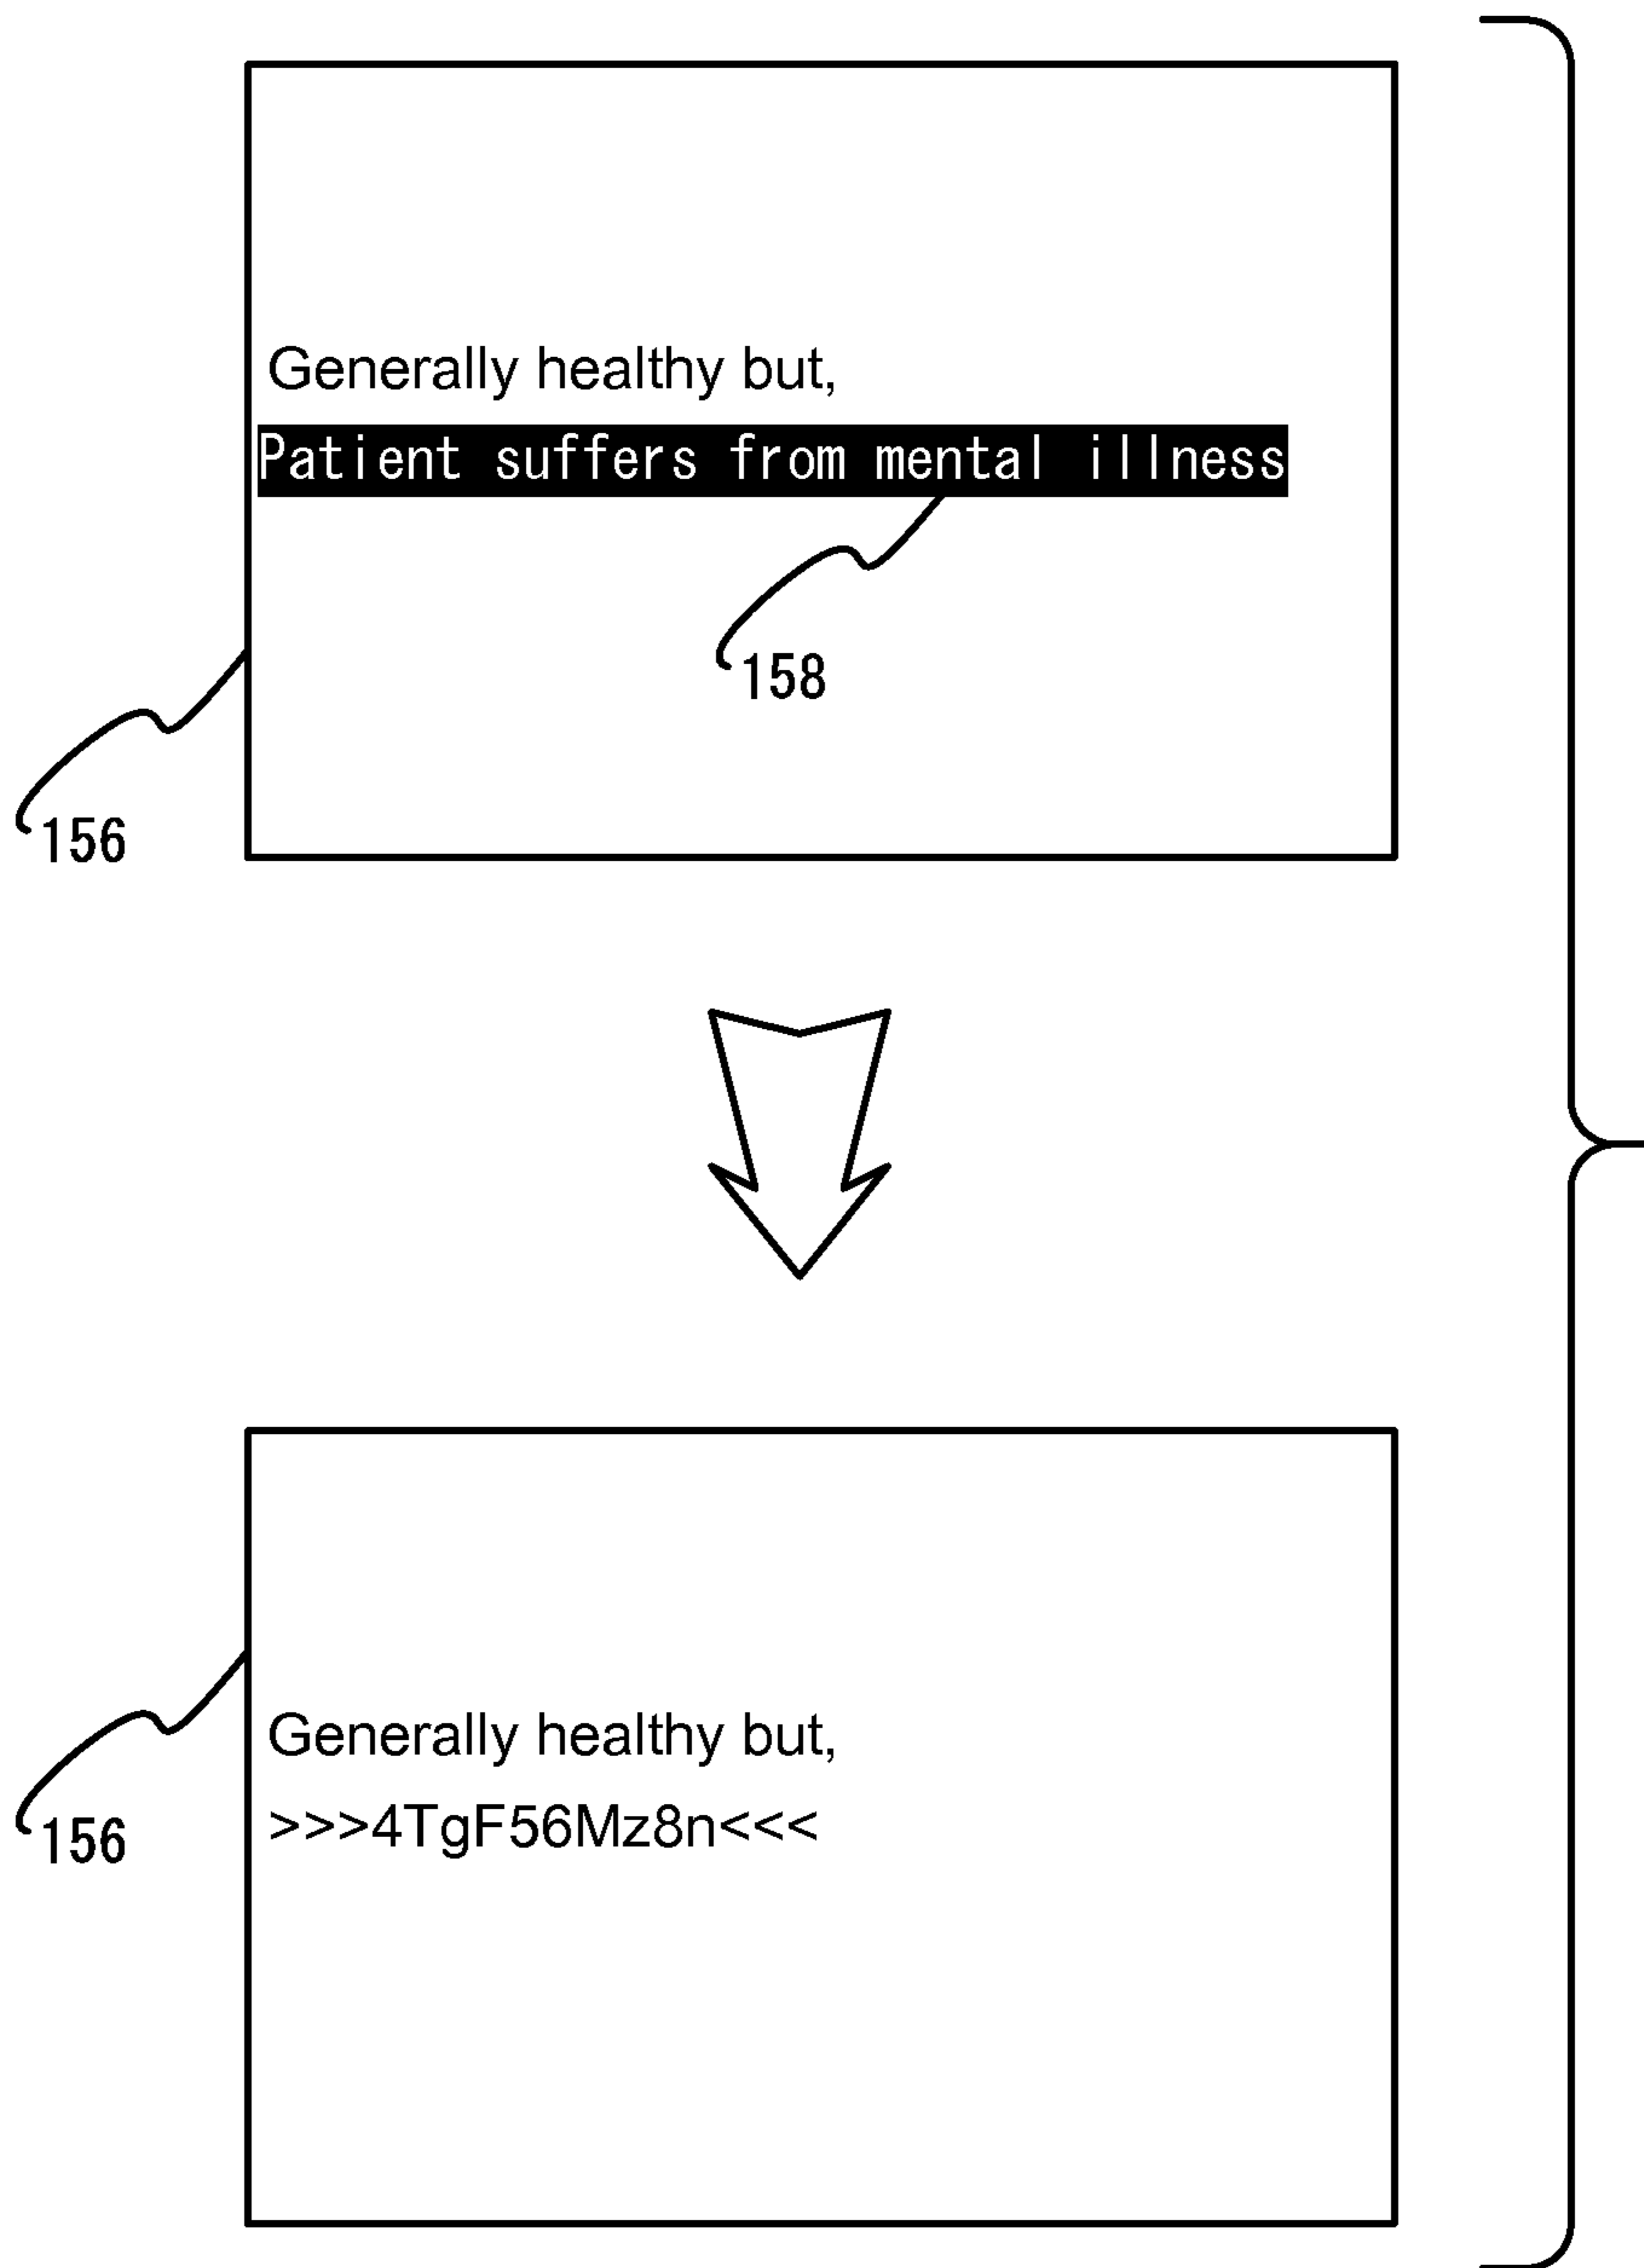 Generally healthy but,
Patient suffers from mental illness
158
156
Generally healthy but,
>>>4TgF56Mz8n<<<
156